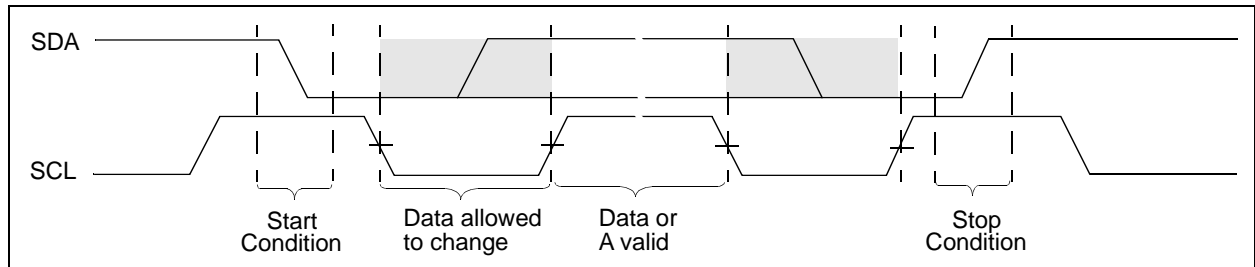 SDA
SCL
Start
Condition
Data allowed
to change
Data or
A valid
Stop
Condition